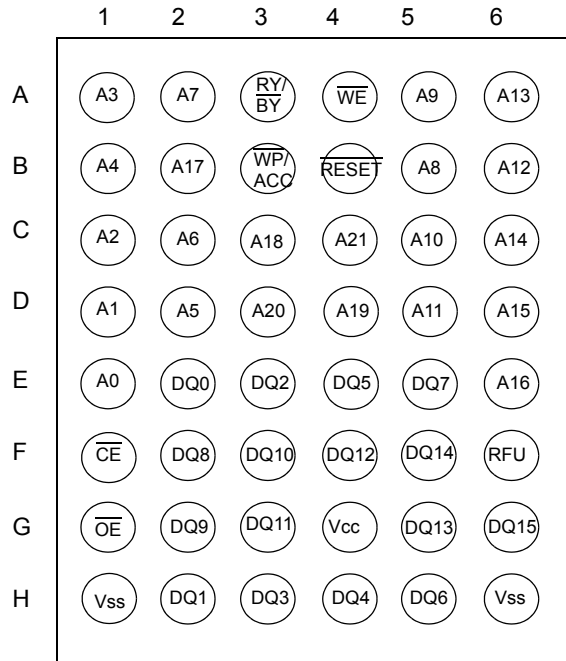 1 2 3 4 5 6
A A3 A7 RY/BY WE A9 A13
B A4 A17 WP/ACC RESET A8 A12
C A2 A6 A18 A21 A10 A14
D A1 A5 A20 A19 A11 A15
E A0 DQ0 DQ2 DQ5 DQ7 A16
F CE DQ8 DQ10 DQ12 DQ14 RFU
G OE DQ9 DQ11 Vcc DQ13 DQ15
H Vss DQ1 DQ3 DQ4 DQ6 Vss